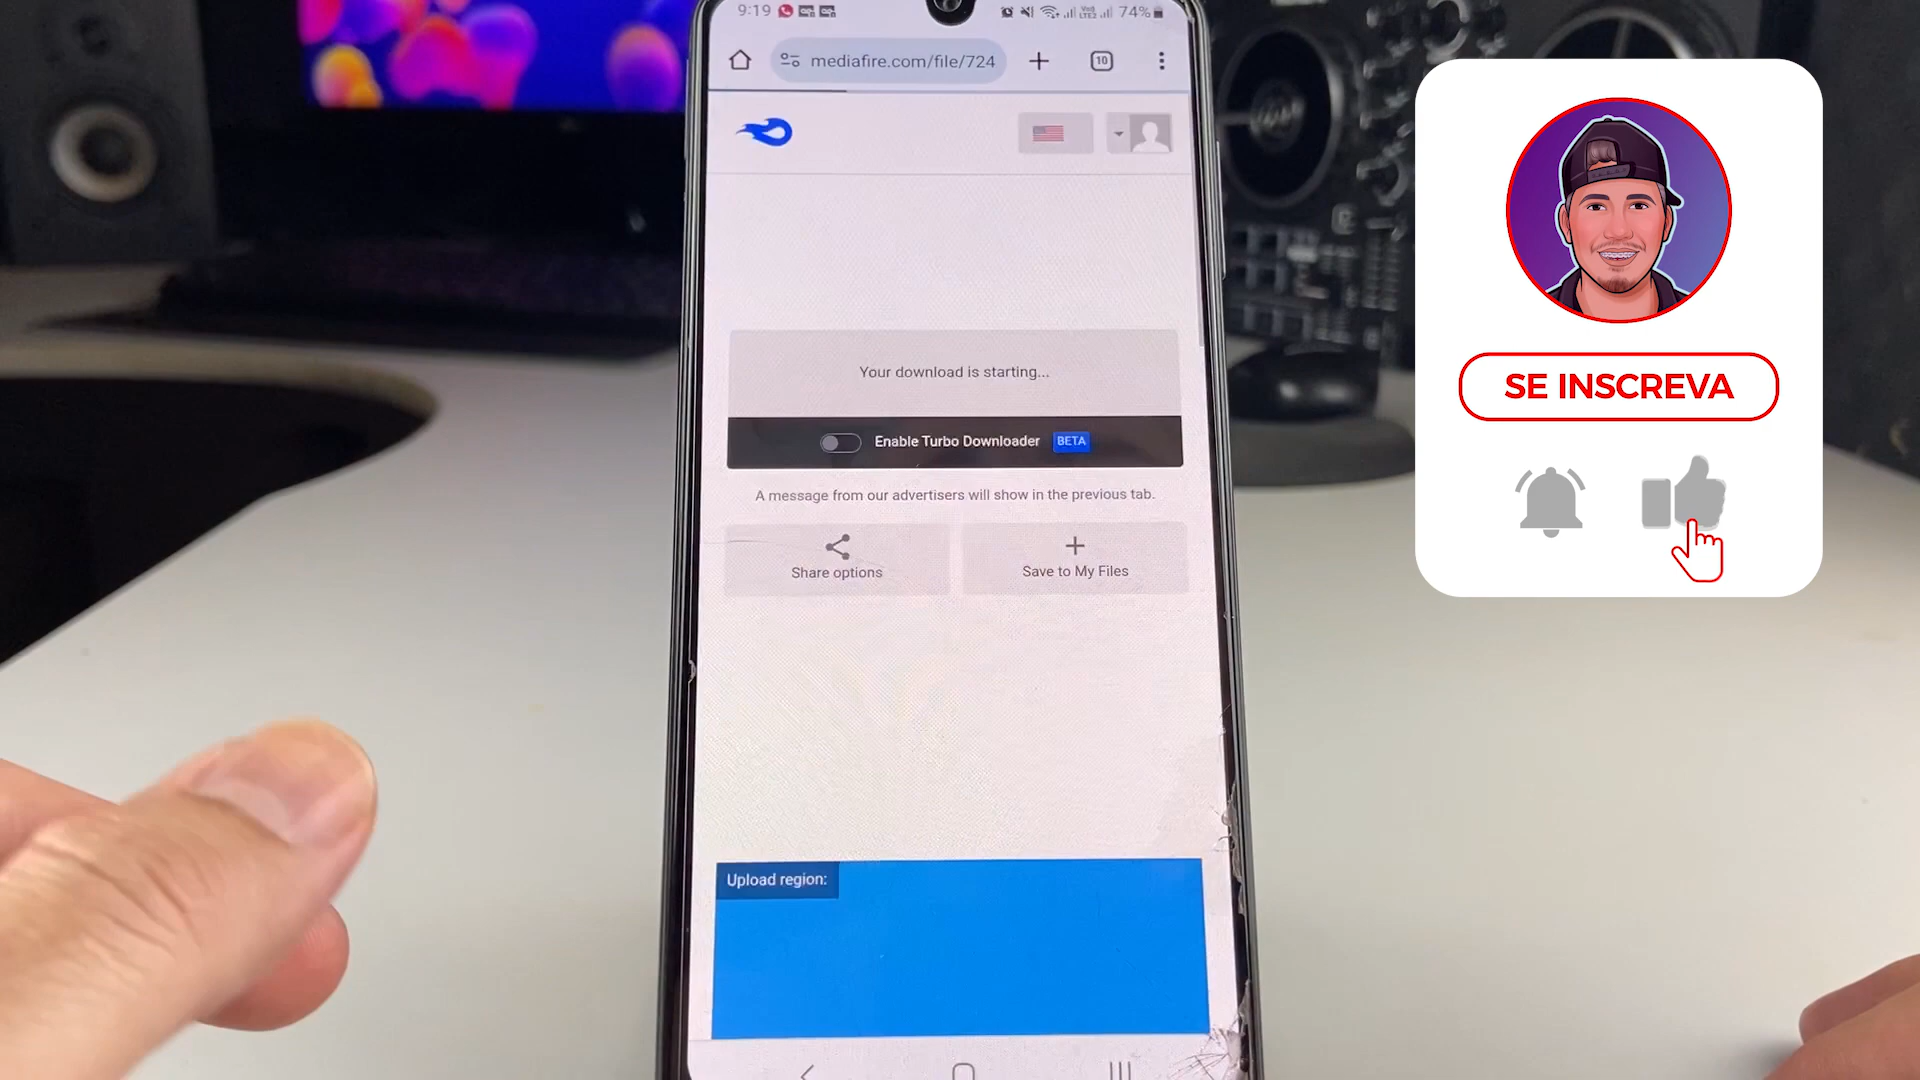 9:19
74%
mediafire.com/file/724
10
Your download is starting...
Enable Turbo Downloader BETA
A message from our advertisers will show in the previous tab.
Share options
Save to My Files
Upload region:
SE INSCREVA